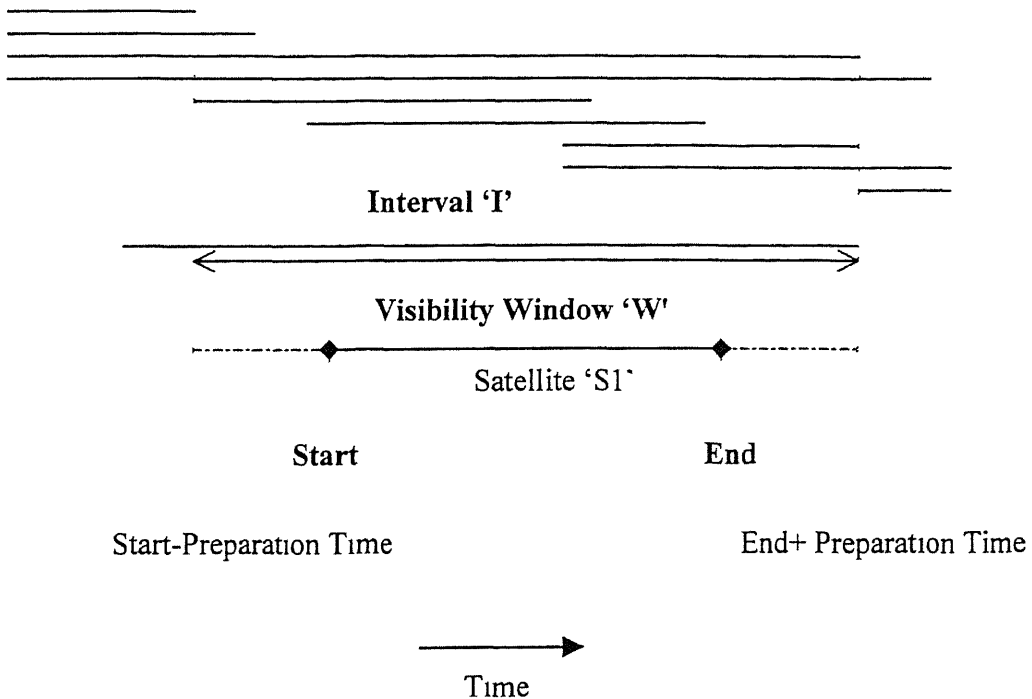 Interval ‘I’
Visibility Window ‘W'
Satellite ‘S1’
Start End
Start-Preparation Time End+ Preparation Time
Time